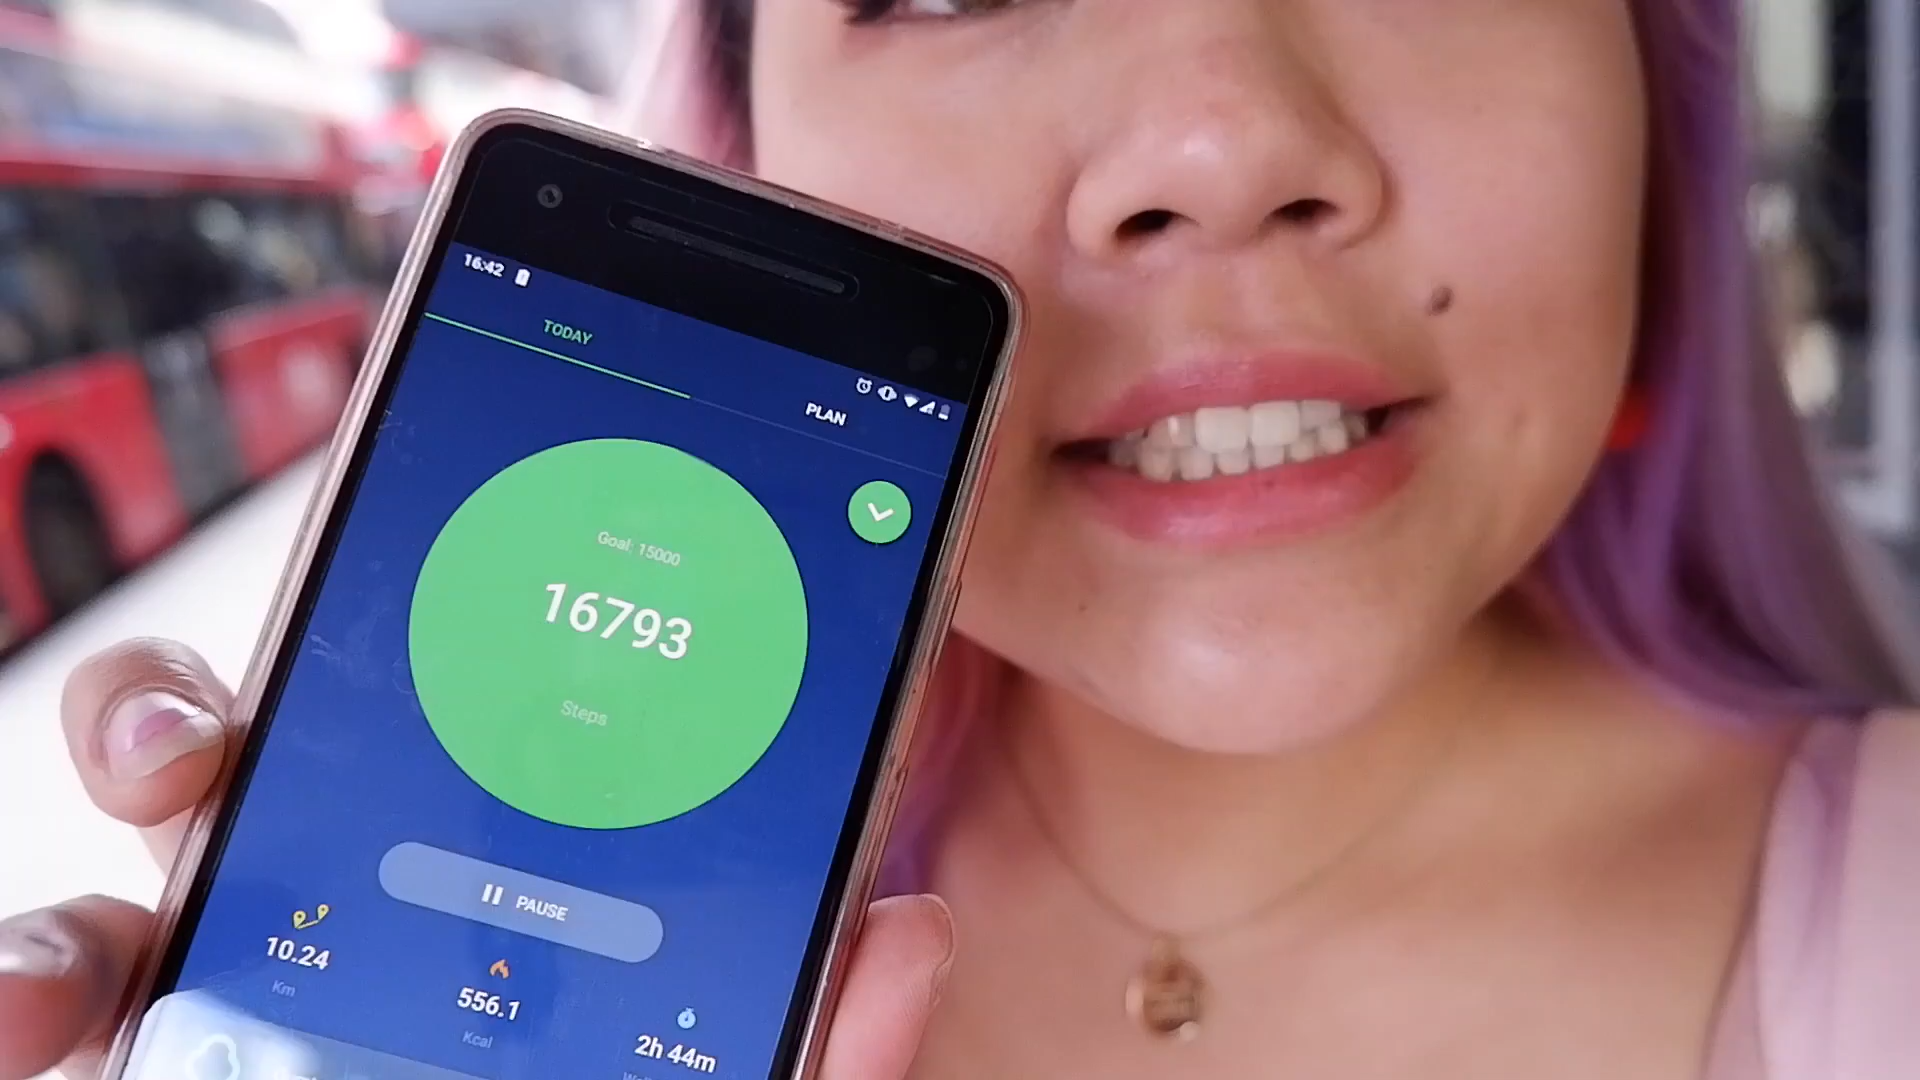 16:42
TODAY
PLAN
Goal: 15000
16793
Steps
PAUSE
10.24
Km
556.1
Kcal
2h 44m